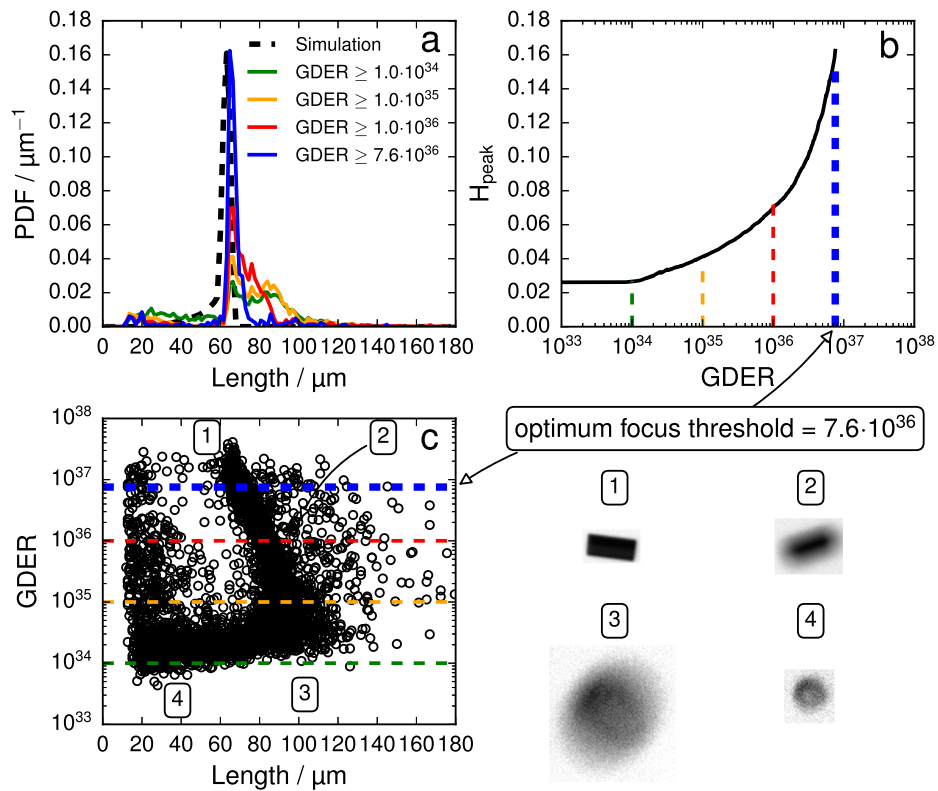 a
Simulation
GDER ≥ 1.0·10³⁴
GDER ≥ 1.0·10³⁵
GDER ≥ 1.0·10³⁶
GDER ≥ 7.6·10³⁶
PDF / µm⁻¹
0.18
0.16
0.14
0.12
0.10
0.08
0.06
0.04
0.02
0.00
0 20 40 60 80 100 120 140 160 180
Length / µm
b
H_peak
0.18
0.16
0.14
0.12
0.10
0.08
0.06
0.04
0.02
0.00
10³³ 10³⁴ 10³⁵ 10³⁶ 10³⁷ 10³⁸
GDER
optimum focus threshold = 7.6·10³⁶
c
GDER
10³⁸
10³⁷
10³⁶
10³⁵
10³⁴
10³³
1
2
3
4
0 20 40 60 80 100 120 140 160 180
Length / µm
1
2
3
4